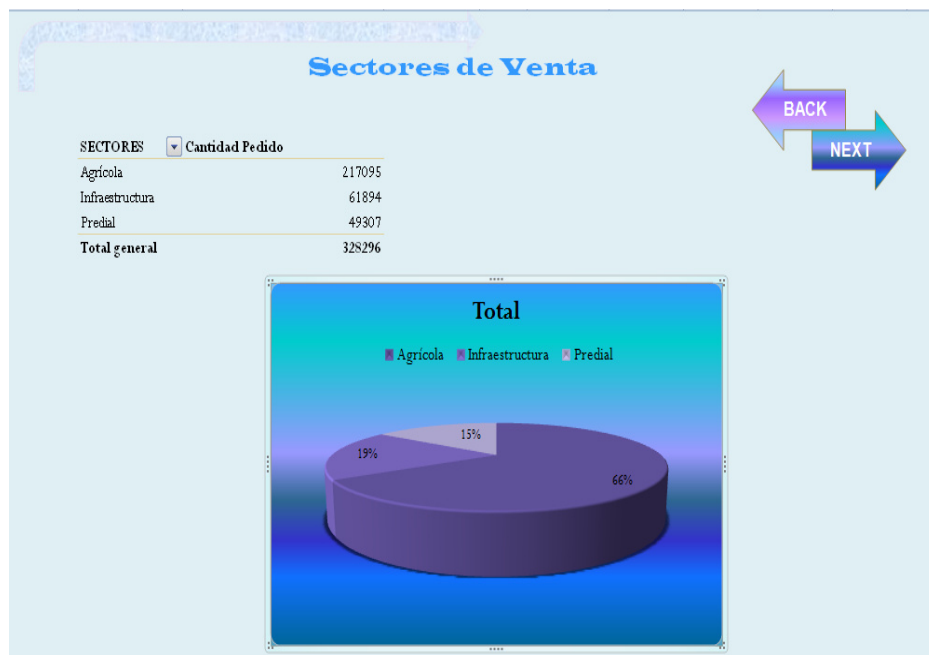 Sectores de Venta
BACK
NEXT
SECTORES Cantidad Pedido
Agrícola 217095
Infraestructura 61894
Predial 49307
Total general 328296
Total
Agrícola Infraestructura Predial
15%
19%
66%